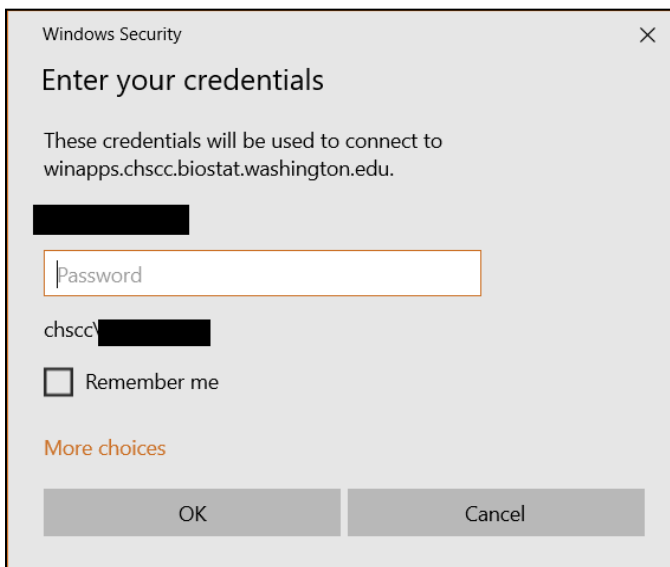 Windows Security
Enter your credentials
These credentials will be used to connect to
winapps.chscc.biostat.washington.edu.
Password
chscc\
Remember me
More choices
OK
Cancel